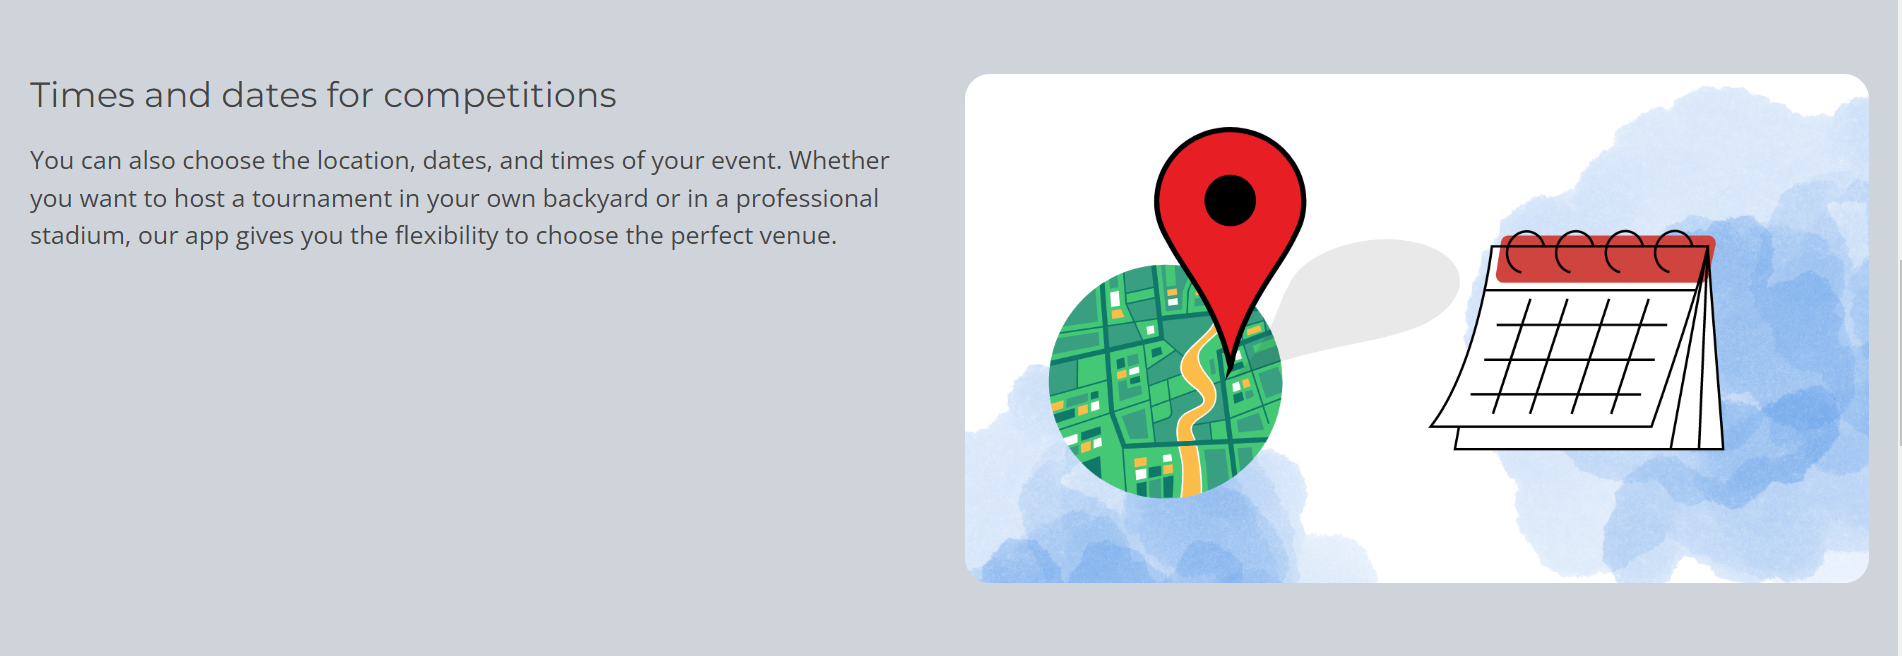 Times and dates for competitions
You can also choose the location, dates, and times of your event. Whether
you want to host a tournament in your own backyard or in a professional
stadium, our app gives you the flexibility to choose the perfect venue.